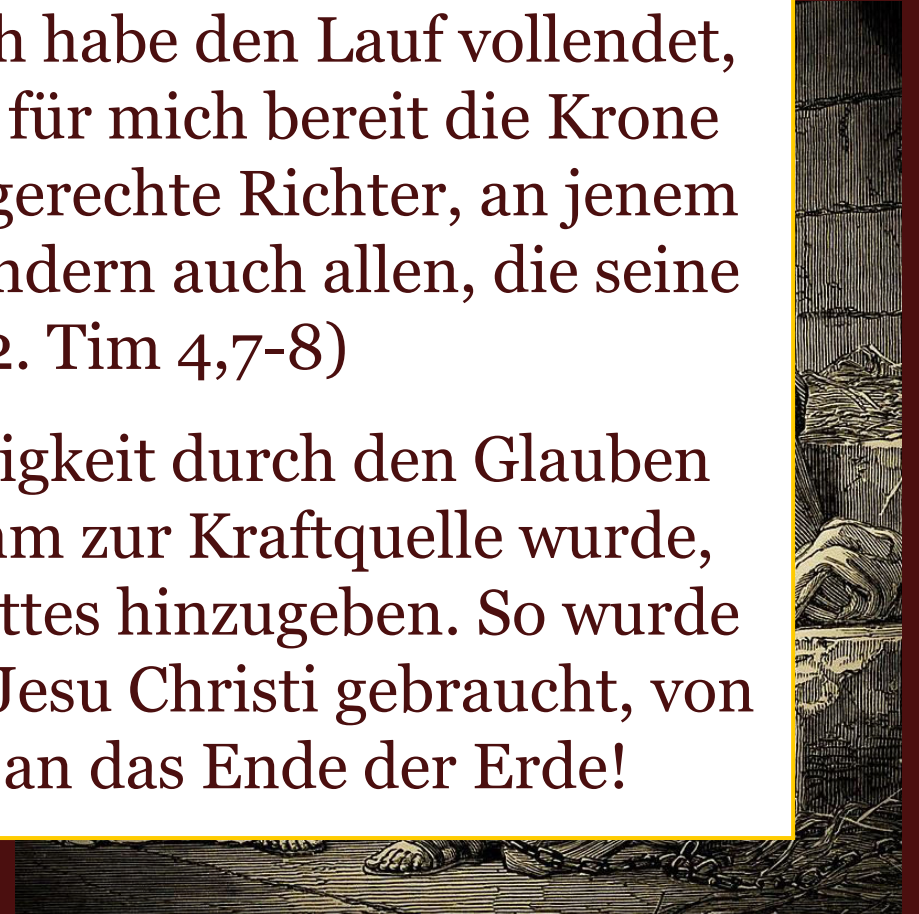 h habe den Lauf vollendet,
für mich bereit die Krone
gerechte Richter, an jenem
ndern auch allen, die seine
2. Tim 4,7-8)
igkeit durch den Glauben
hm zur Kraftquelle wurde,
ttes hinzugeben. So wurde
Jesu Christi gebraucht, von
an das Ende der Erde!